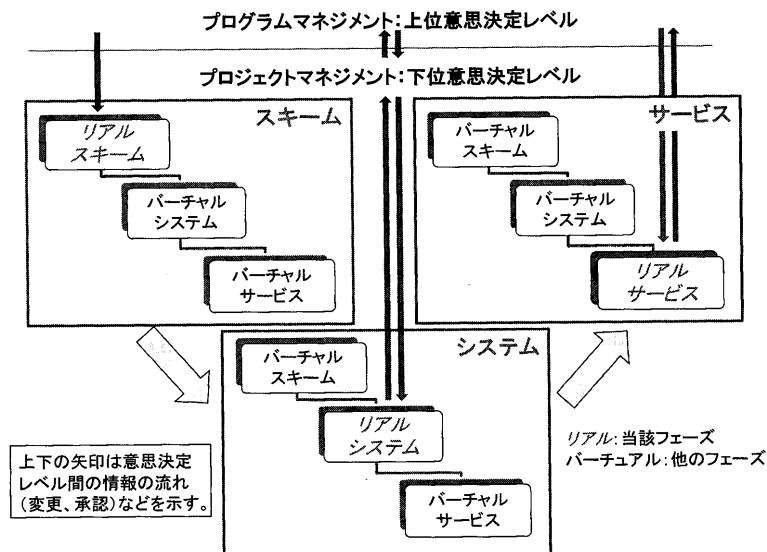 プログラムマネジメント：上位意思決定レベル
プロジェクトマネジメント：下位意思決定レベル
スキーム
リアル
スキーム
バーチャル
システム
バーチャル
サービス
サービス
バーチャル
スキーム
バーチャル
システム
リアル
サービス
システム
バーチャル
スキーム
リアル
システム
バーチャル
サービス
上下の矢印は意思決定
レベル間の情報の流れ
（変更、承認）などを示す。
リアル：当該フェーズ
バーチュアル：他のフェーズ